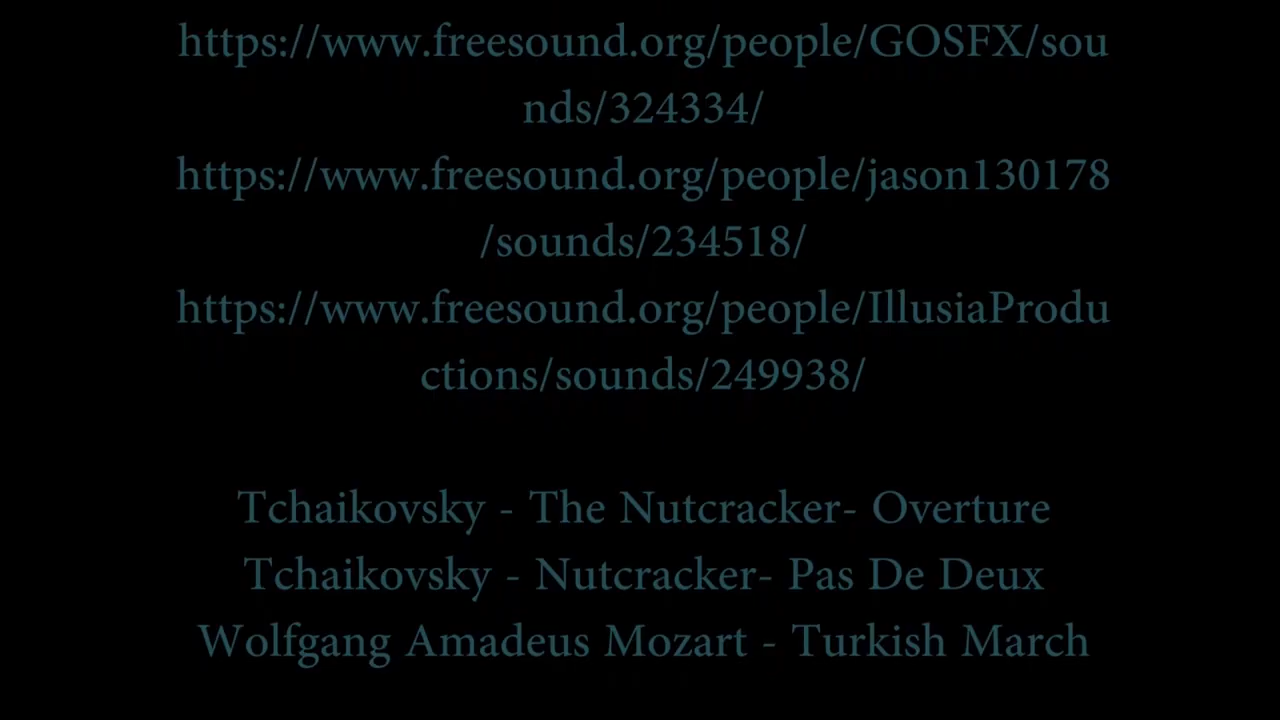 https://www.freesound.org/people/GOSFX/sou
nds/324334/
https://www.freesound.org/people/jason130178
/sounds/234518/
https://www.freesound.org/people/IllusiaProdu
ctions/sounds/249938/
Tchaikovsky - The Nutcracker- Overture
Tchaikovsky - Nutcracker- Pas De Deux
Wolfgang Amadeus Mozart - Turkish March